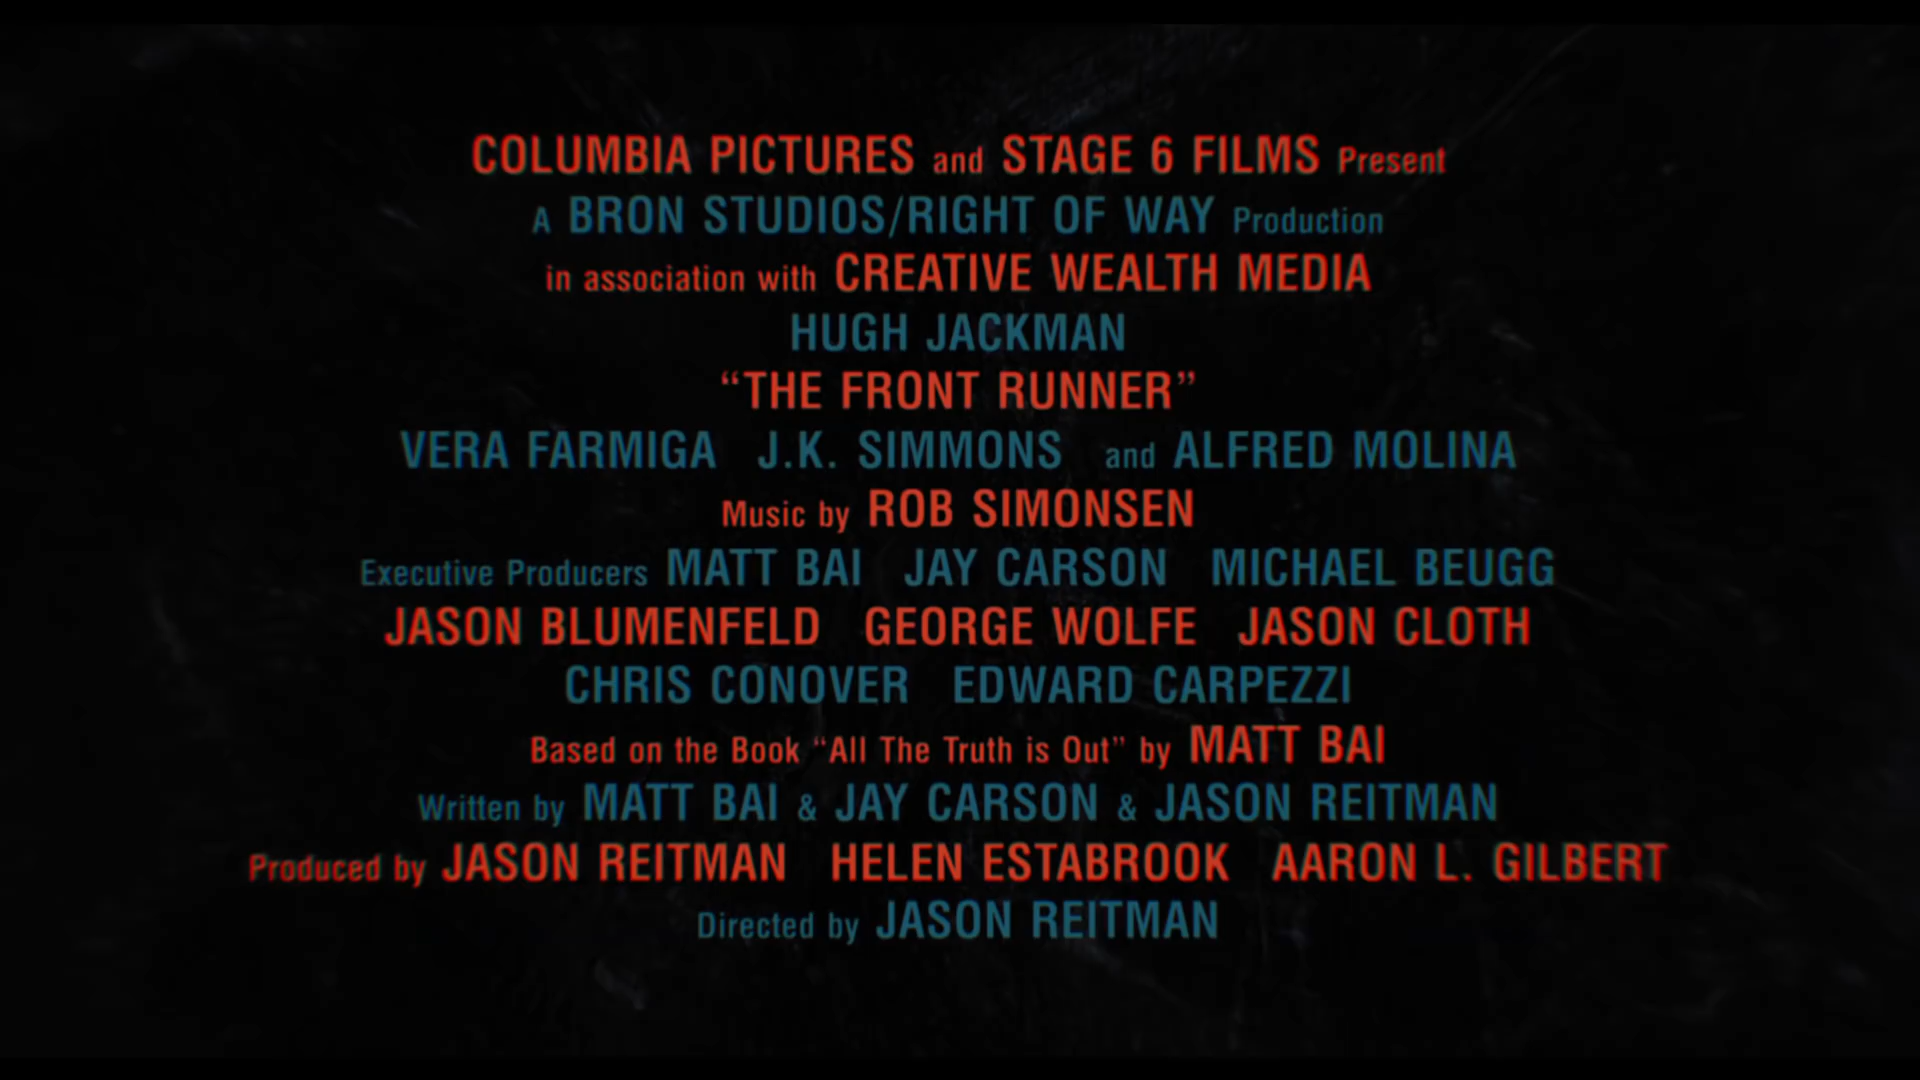 COLUMBIA PICTURES and STAGE 6 FILMS Present
A BRON STUDIOS/RIGHT OF WAY Production
in association with CREATIVE WEALTH MEDIA
HUGH JACKMAN
“THE FRONT RUNNER”
VERA FARMIGA J.K. SIMMONS and ALFRED MOLINA
Music by ROB SIMONSEN
Executive Producers MATT BAI JAY CARSON MICHAEL BEUGG
JASON BLUMENFELD GEORGE WOLFE JASON CLOTH
CHRIS CONOVER EDWARD CARPEZZI
Based on the Book “All The Truth is Out” by MATT BAI
Written by MATT BAI & JAY CARSON & JASON REITMAN
Produced by JASON REITMAN HELEN ESTABROOK AARON L. GILBERT
Directed by JASON REITMAN